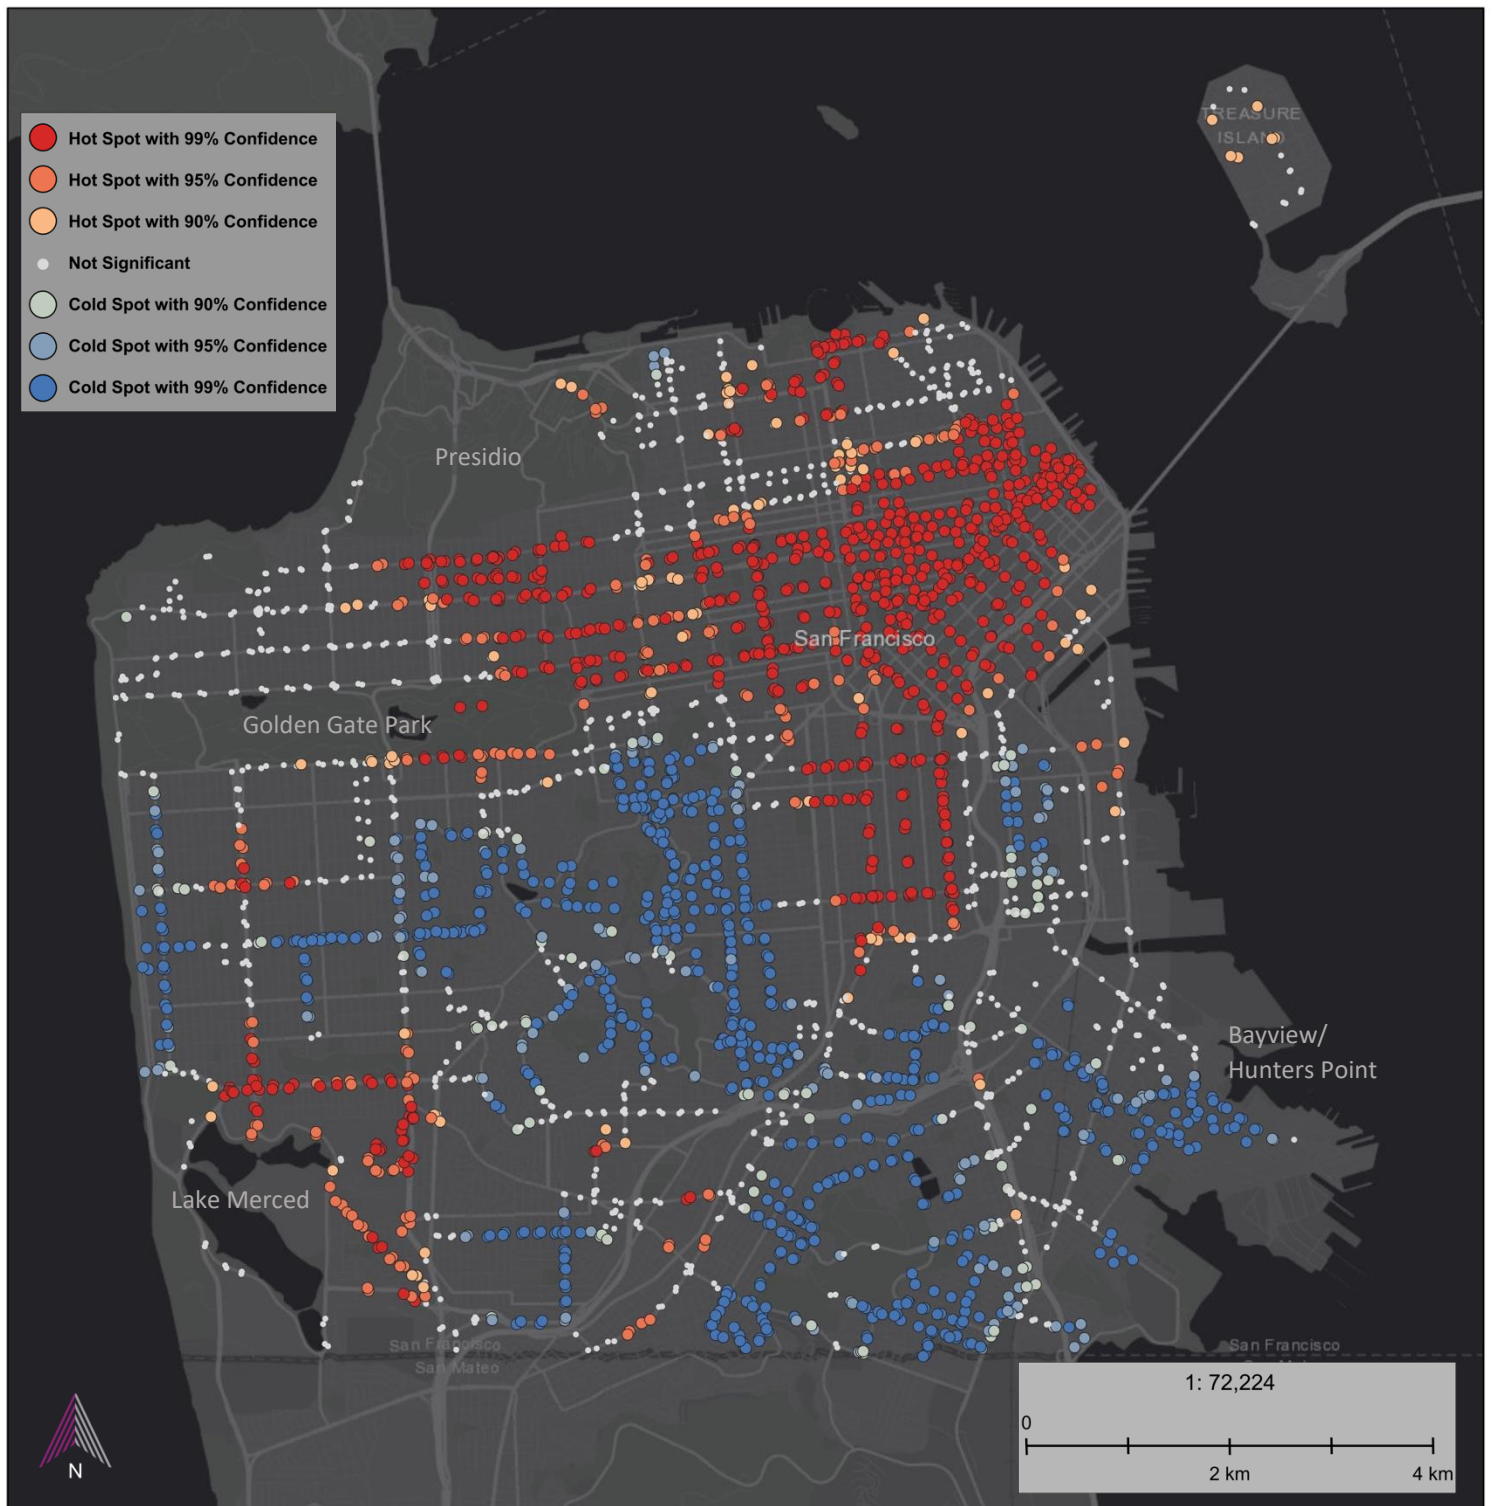 TREASURE
ISLAND
Hot Spot with 99% Confidence
Hot Spot with 95% Confidence
Hot Spot with 90% Confidence
Not Significant
Cold Spot with 90% Confidence
Cold Spot with 95% Confidence
Cold Spot with 99% Confidence
Presidio
San Francisco
Golden Gate Park
Bayview/
Hunters Point
Lake Merced
San Francisco
San Mateo
San Francisco
1: 72,224
0
2 km
4 km
N